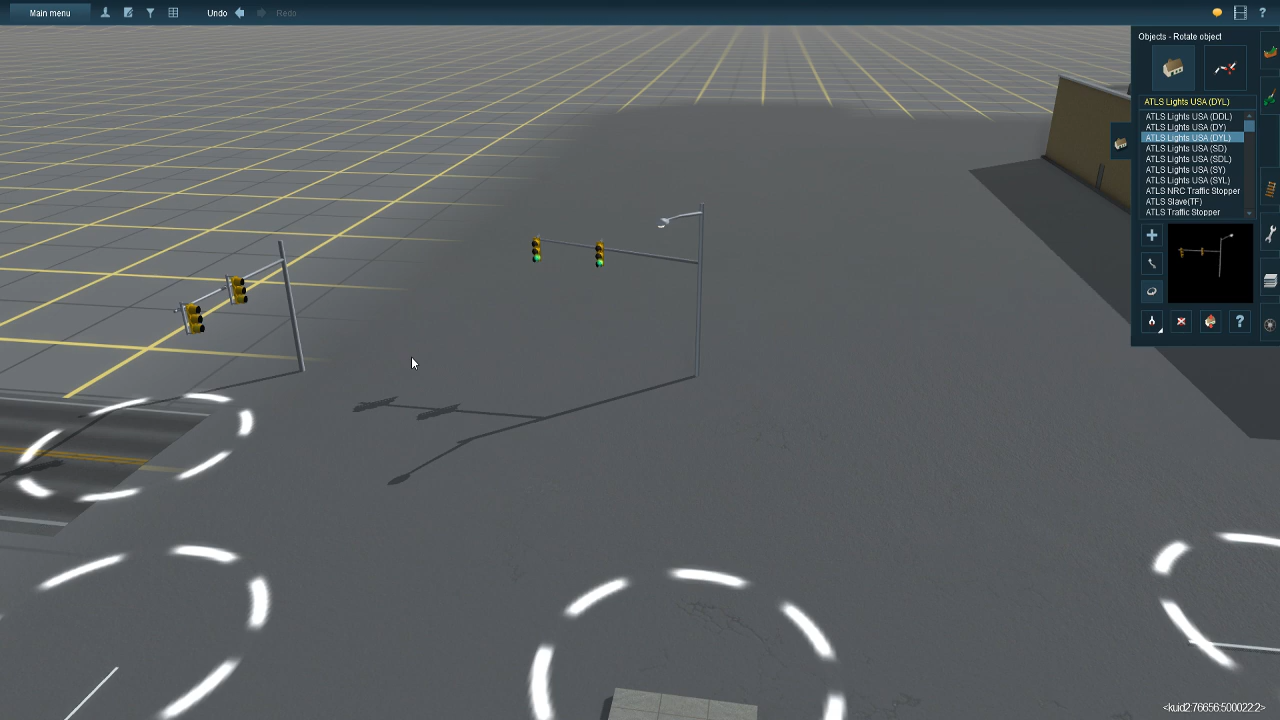 Main menu
Undo
Redo
?
Objects - Rotate object
ATLS Lights USA (DYL)
ATLS Lights USA (DDL)
ATLS Lights USA (DY)
ATLS Lights USA (DYL)
ATLS Lights USA (SD)
ATLS Lights USA (SDL)
ATLS Lights USA (SY)
ATLS Lights USA (SYL)
ATLS NRC Traffic Stopper
ATLS Slave(TF)
ATLS Traffic Stopper
?
<kuid2:76656:500022:2>